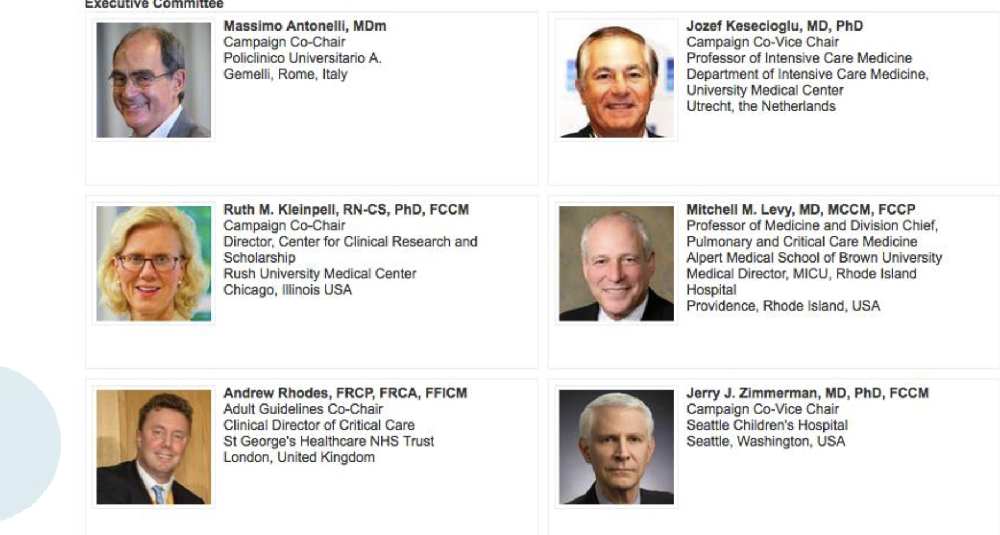 Executive Committee
Massimo Antonelli, MDm
Campaign Co-Chair
Policlinico Universitario A.
Gemelli, Rome, Italy
Jozef Kesecioglu, MD, PhD
Campaign Co-Vice Chair
Professor of Intensive Care Medicine
Department of Intensive Care Medicine,
University Medical Center
Utrecht, the Netherlands
Ruth M. Kleinpell, RN-CS, PhD, FCCM
Campaign Co-Chair
Director, Center for Clinical Research and
Scholarship
Rush University Medical Center
Chicago, Illinois USA
Mitchell M. Levy, MD, MCCM, FCCP
Professor of Medicine and Division Chief,
Pulmonary and Critical Care Medicine
Alpert Medical School of Brown University
Medical Director, MICU, Rhode Island
Hospital
Providence, Rhode Island, USA
Andrew Rhodes, FRCP, FRCA, FFICM
Adult Guidelines Co-Chair
Clinical Director of Critical Care
St George's Healthcare NHS Trust
London, United Kingdom
Jerry J. Zimmerman, MD, PhD, FCCM
Campaign Co-Vice Chair
Seattle Children's Hospital
Seattle, Washington, USA